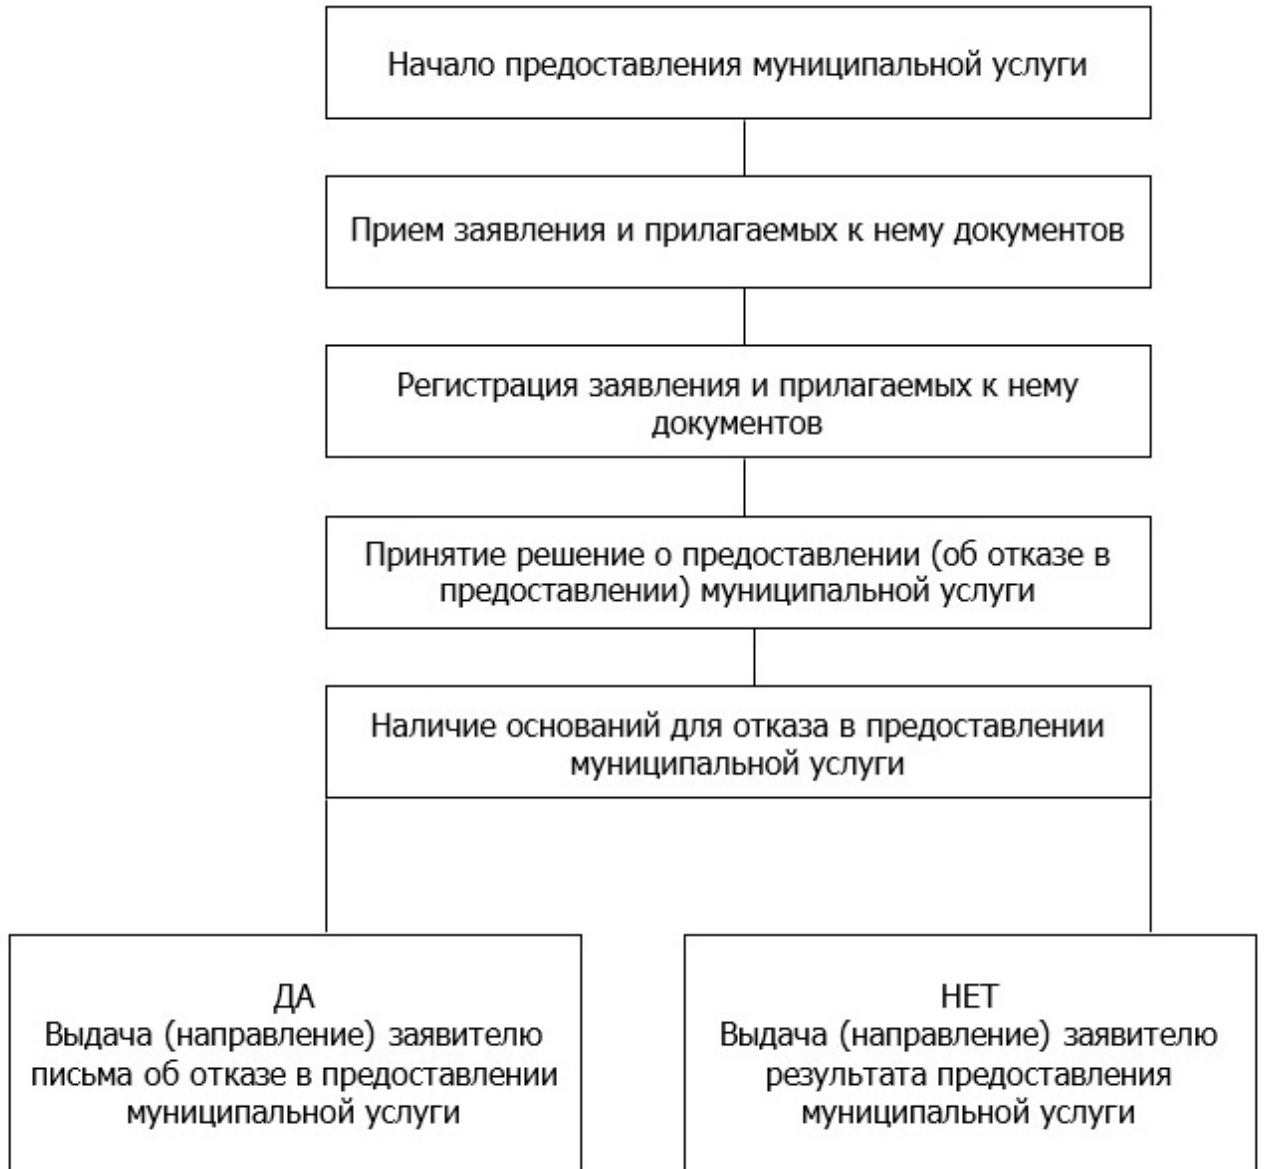 Начало предоставления муниципальной услуги
Прием заявления и прилагаемых к нему документов
Регистрация заявления и прилагаемых к нему
документов
Принятие решение о предоставлении (об отказе в
предоставлении) муниципальной услуги
Наличие оснований для отказа в предоставлении
муниципальной услуги
ДА
Выдача (направление) заявителю
письма об отказе в предоставлении
муниципальной услуги
НЕТ
Выдача (направление) заявителю
результата предоставления
муниципальной услуги